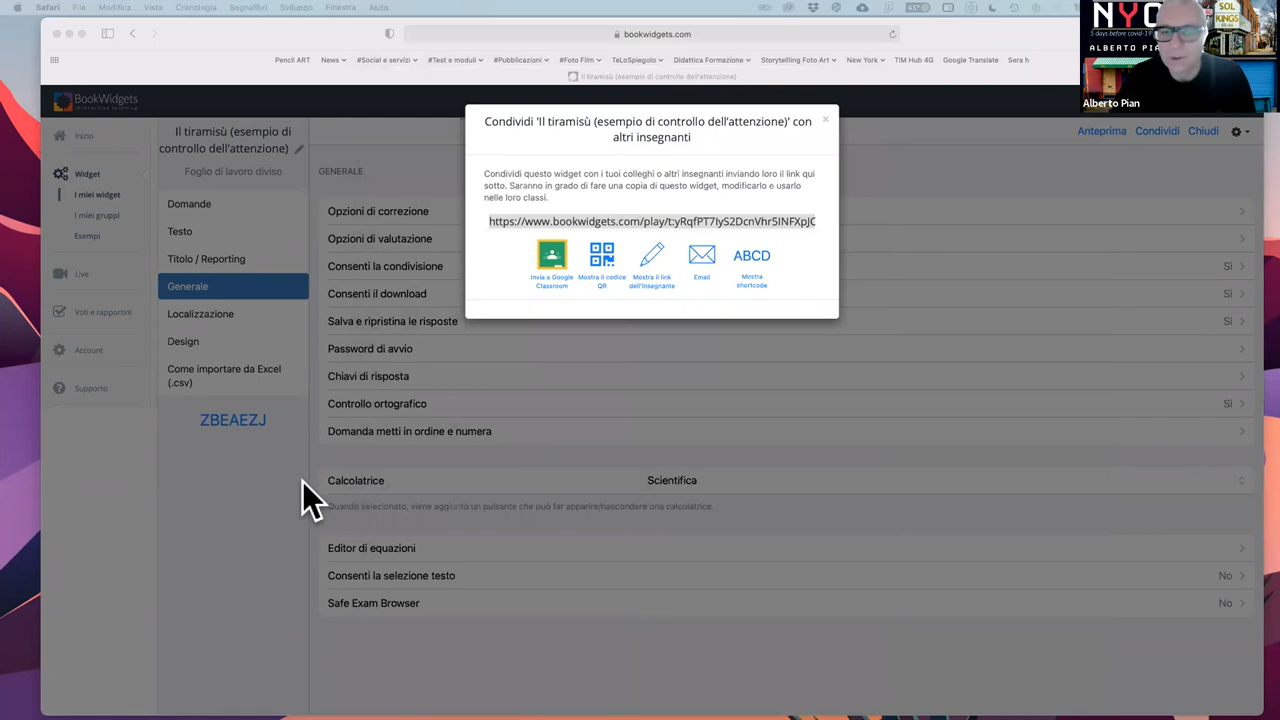 Safari File Modifica Vista Cronologia Segnalibri Sviluppo Finestra Aiuto
bookwidgets.com
Pencil ART News #Social e servizi #Test e moduli #Pubblicazioni #Foto Film TeLoSpiegolo Didattica Formazione Storytelling Foto Art New York TIM Hub 4G Google Translate Sera h
Il tiramisù (esempio di controllo dell'attenzione)
BookWidgets
interactive learning
Inizio
Widget
I miei widget
I miei gruppi
Esempi
Live
Voti e rapportini
Account
Supporto
Il tiramisù (esempio di
controllo dell'attenzione)
Foglio di lavoro diviso
Domande
Testo
Titolo / Reporting
Generale
Localizzazione
Design
Come importare da Excel
(.csv)
ZBEAEZJ
Anteprima Condividi Chiudi
GENERALE
Opzioni di correzione
Opzioni di valutazione
Consenti la condivisione Sì
Consenti il download Sì
Salva e ripristina le risposte Sì
Password di avvio
Chiavi di risposta
Controllo ortografico Sì
Domanda metti in ordine e numera
Calcolatrice Scientifica
Quando selezionato, viene aggiunto un pulsante che può far apparire/nascondere una calcolatrice.
Editor di equazioni
Consenti la selezione testo No
Safe Exam Browser No
Condividi 'Il tiramisù (esempio di controllo dell'attenzione)' con
altri insegnanti
Condividi questo widget con i tuoi colleghi o altri insegnanti inviando loro il link qui
sotto. Saranno in grado di fare una copia di questo widget, modificarlo e usarlo
nelle loro classi.
https://www.bookwidgets.com/play/t:yRqfPT7IyS2DcnVhr5INFXpJC
Invia a Google
Classroom
Mostra il codice
QR
Mostra il link
dell'insegnante
Email
ABCD
Mostra
shortcode
NYC
5 days before covid-19
ALBERTO PIA
SOL
KINGS
Alberto Pian